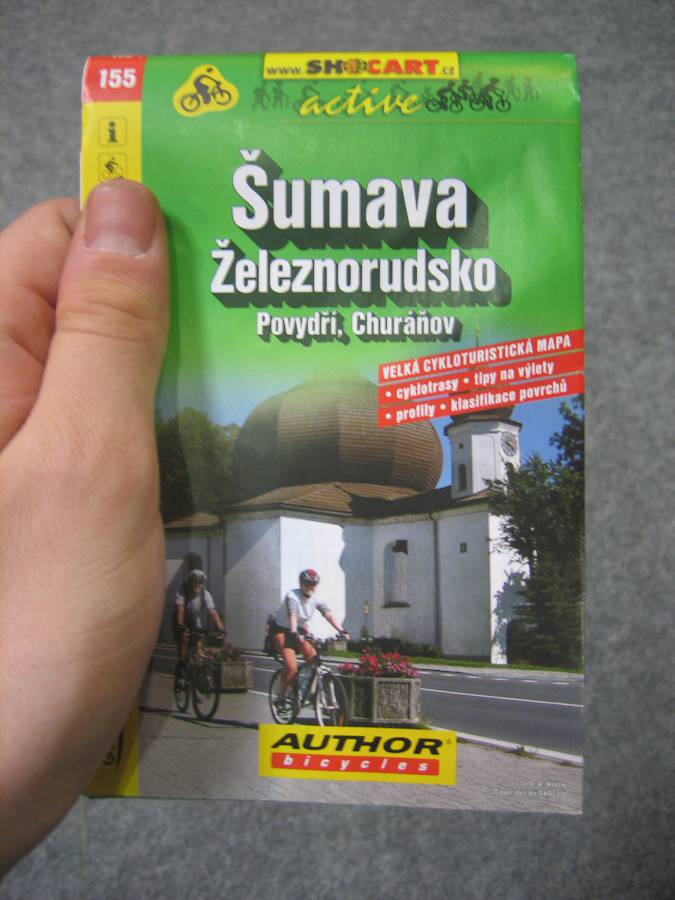 155
www.SHOCART.cz
active
i
Šumava
Železnorudsko
Povydří, Churáňov
VELKÁ CYKLOTURISTICKÁ MAPA
• cyklotrasy • tipy na výlety
• profily • klasifikace povrchů
AUTHOR®
bicycles